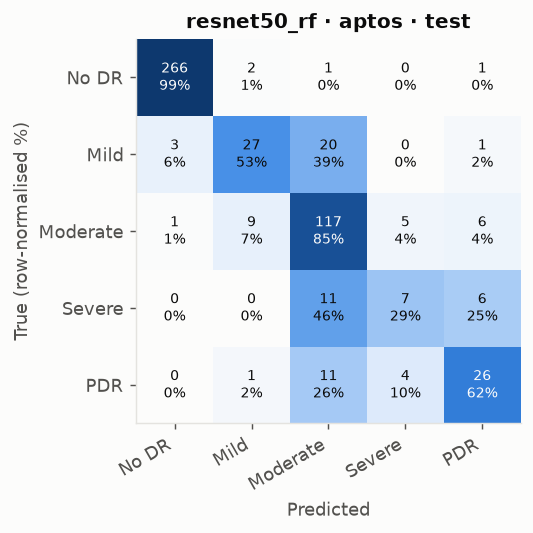 resnet50_rf · aptos · test
True (row-normalised %)
No DR
266 2 1 0 1
99% 1% 0% 0% 0%
Mild
3 27 20 0 1
6% 53% 39% 0% 2%
Moderate
1 9 117 5 6
1% 7% 85% 4% 4%
Severe
0 0 11 7 6
0% 0% 46% 29% 25%
PDR
0 1 11 4 26
0% 2% 26% 10% 62%
No DR Mild Moderate Severe PDR
Predicted